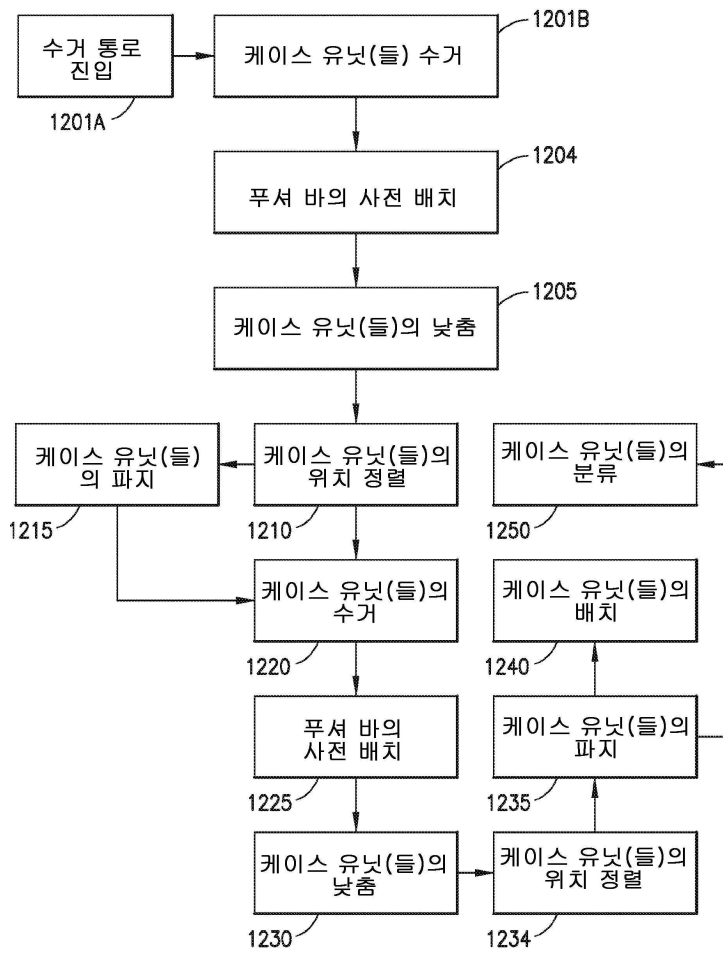 수거 통로
진입
1201A
케이스 유닛(들) 수거
1201B
푸셔 바의 사전 배치
1204
케이스 유닛(들)의 낮춤
1205
케이스 유닛(들)
의 파지
1215
케이스 유닛(들)의
위치 정렬
1210
케이스 유닛(들)의
분류
1250
케이스 유닛(들)의
수거
1220
케이스 유닛(들)의
배치
1240
푸셔 바의
사전 배치
1225
케이스 유닛(들)의
파지
1235
케이스 유닛(들)의
낮춤
1230
케이스 유닛(들)의
위치 정렬
1234